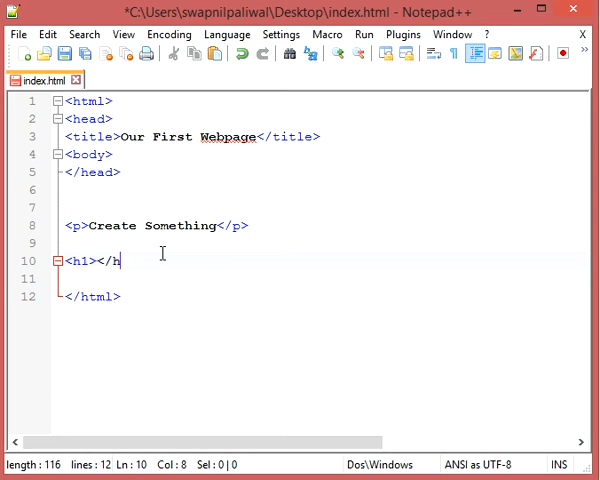 *C:\Users\swapnilpaliwal\Desktop\index.html - Notepad++
File Edit Search View Encoding Language Settings Macro Run Plugins Window ? X
index.html
1 <html>
2 <head>
3 <title>Our First Webpage</title>
4 <body>
5 </head>
6
7
8 <p>Create Something</p>
9
10 <h1></h
11
12 </html>
length : 116 lines : 12 Ln : 10 Col : 8 Sel : 0 | 0 Dos\Windows ANSI as UTF-8 INS